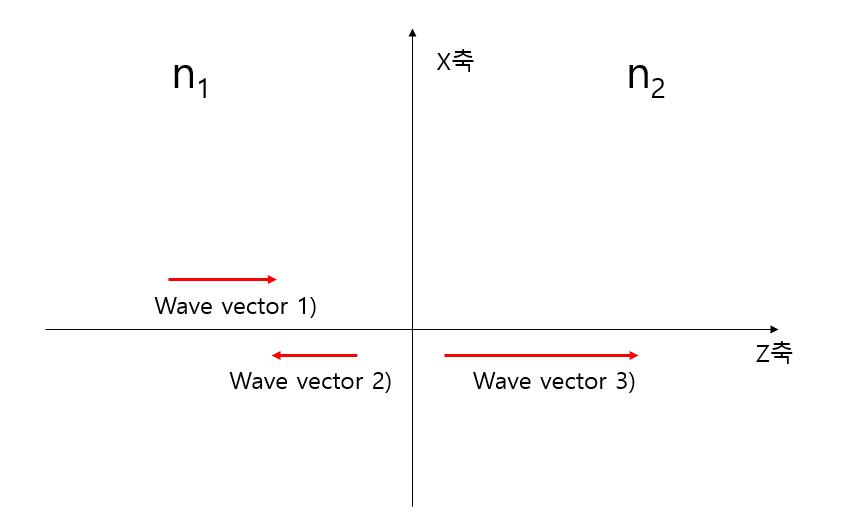 X축
n₁
n₂
Wave vector 1)
Z축
Wave vector 2)
Wave vector 3)